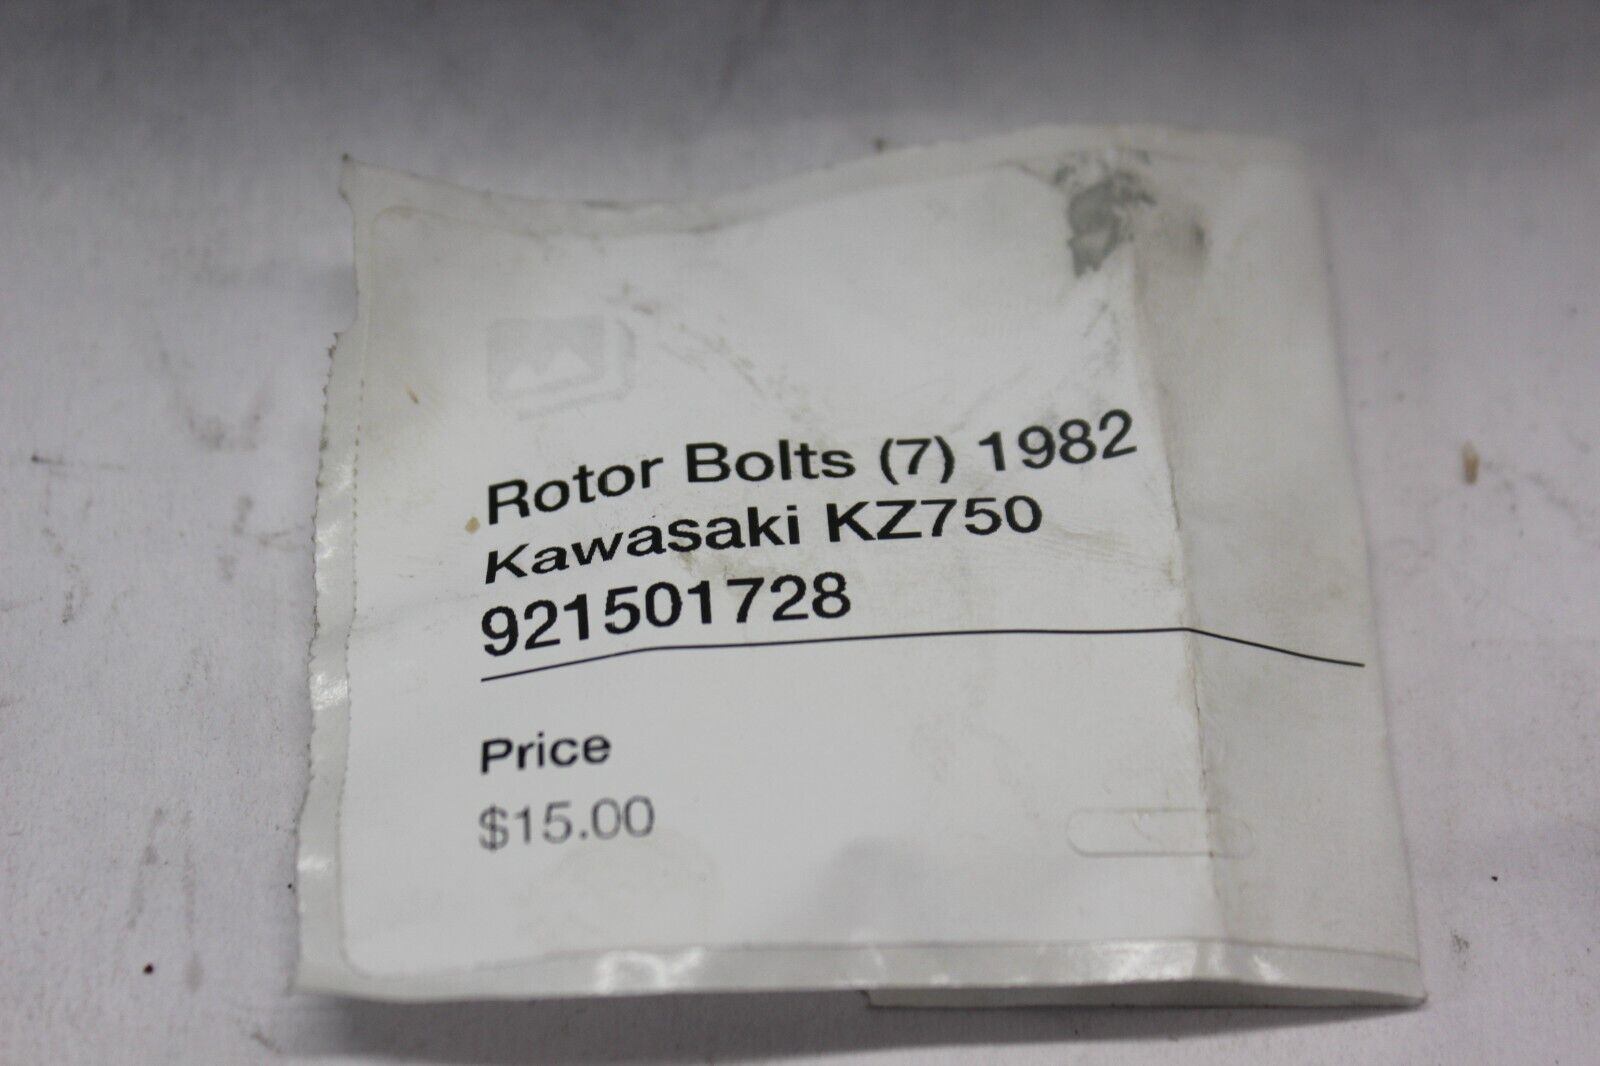 Rotor Bolts (7) 1982
Kawasaki KZ750
921501728
Price
$15.00